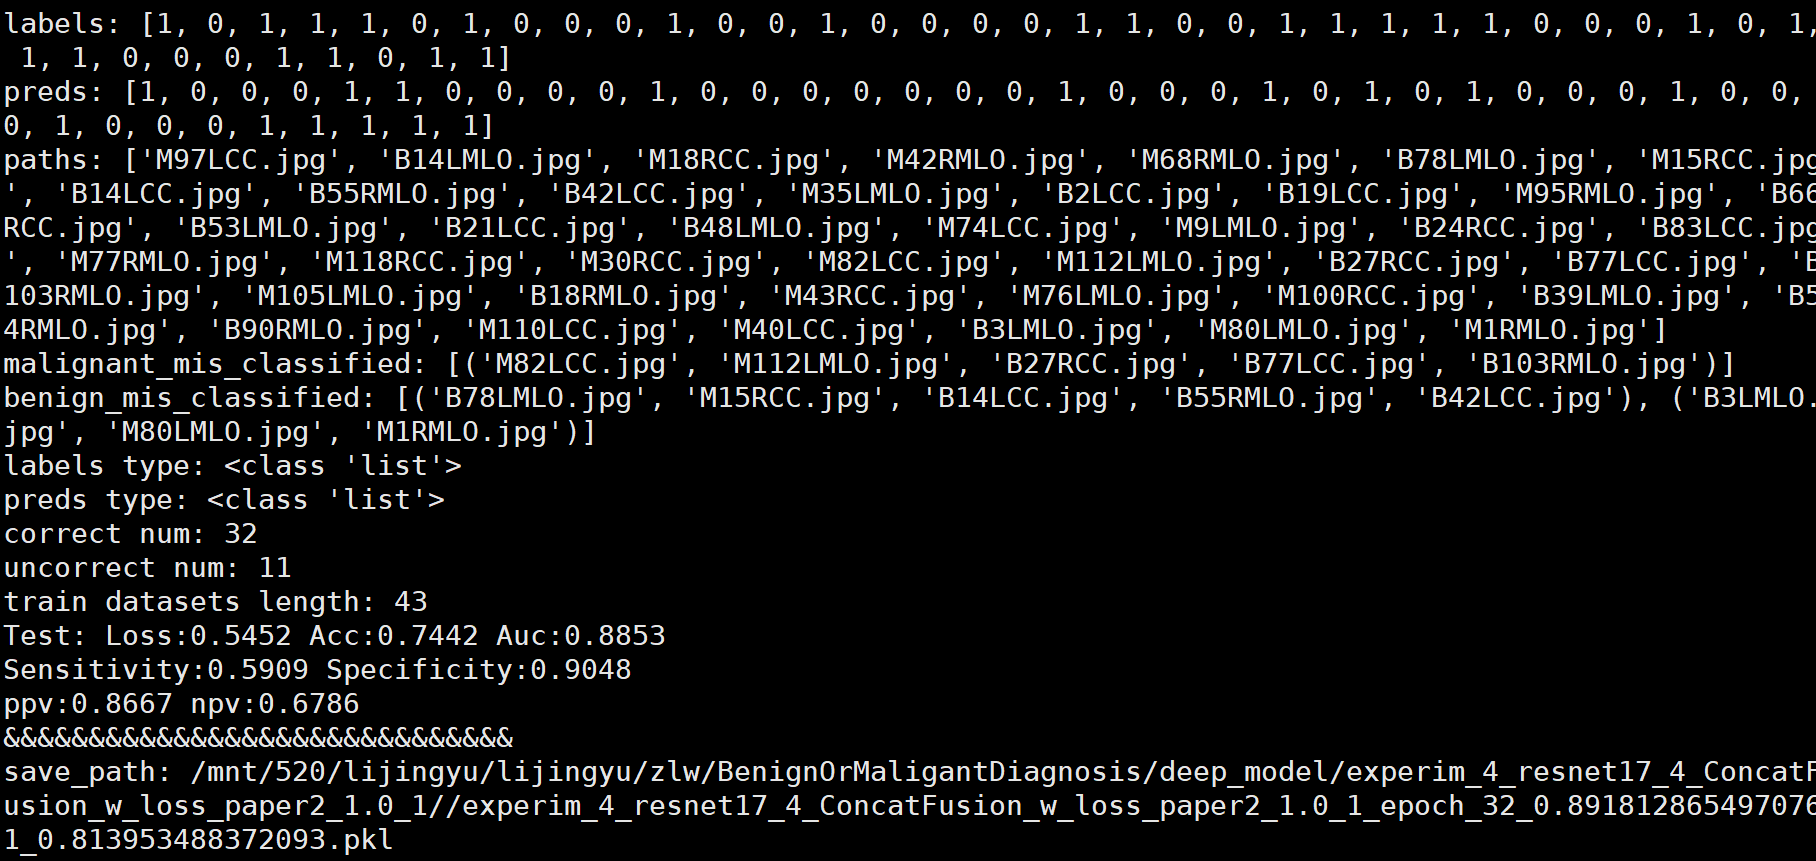 labels: [1, 0, 1, 1, 1, 0, 1, 0, 0, 0, 1, 0, 0, 1, 0, 0, 0, 0, 1, 1, 0, 0, 1, 1, 1, 1, 1, 0, 0, 0, 1, 0, 1,
1, 1, 0, 0, 0, 1, 1, 0, 1, 1]
preds: [1, 0, 0, 0, 1, 1, 0, 0, 0, 0, 1, 0, 0, 0, 0, 0, 0, 0, 1, 0, 0, 0, 1, 0, 1, 0, 1, 0, 0, 0, 1, 0, 0,
0, 1, 0, 0, 0, 1, 1, 1, 1, 1]
paths: ['M97LCC.jpg', 'B14LMLO.jpg', 'M18RCC.jpg', 'M42RMLO.jpg', 'M68RMLO.jpg', 'B78LMLO.jpg', 'M15RCC.jpg
', 'B14LCC.jpg', 'B55RMLO.jpg', 'B42LCC.jpg', 'M35LMLO.jpg', 'B2LCC.jpg', 'B19LCC.jpg', 'M95RMLO.jpg', 'B66
RCC.jpg', 'B53LMLO.jpg', 'B21LCC.jpg', 'B48LMLO.jpg', 'M74LCC.jpg', 'M9LMLO.jpg', 'B24RCC.jpg', 'B83LCC.jpg
', 'M77RMLO.jpg', 'M118RCC.jpg', 'M30RCC.jpg', 'M82LCC.jpg', 'M112LMLO.jpg', 'B27RCC.jpg', 'B77LCC.jpg', 'B
103RMLO.jpg', 'M105LMLO.jpg', 'B18RMLO.jpg', 'M43RCC.jpg', 'M76LMLO.jpg', 'M100RCC.jpg', 'B39LMLO.jpg', 'B5
4RMLO.jpg', 'B90RMLO.jpg', 'M110LCC.jpg', 'M40LCC.jpg', 'B3LMLO.jpg', 'M80LMLO.jpg', 'M1RMLO.jpg']
malignant_mis_classified: [('M82LCC.jpg', 'M112LMLO.jpg', 'B27RCC.jpg', 'B77LCC.jpg', 'B103RMLO.jpg')]
benign_mis_classified: [('B78LMLO.jpg', 'M15RCC.jpg', 'B14LCC.jpg', 'B55RMLO.jpg', 'B42LCC.jpg'), ('B3LMLO.
jpg', 'M80LMLO.jpg', 'M1RMLO.jpg')]
labels type: <class 'list'>
preds type: <class 'list'>
correct num: 32
uncorrect num: 11
train datasets length: 43
Test: Loss:0.5452 Acc:0.7442 Auc:0.8853
Sensitivity:0.5909 Specificity:0.9048
ppv:0.8667 npv:0.6786
&&&&&&&&&&&&&&&&&&&&&&&&&&&&&&
save_path: /mnt/520/lijingyu/lijingyu/zlw/BenignOrMaligantDiagnosis/deep_model/experim_4_resnet17_4_ConcatF
usion_w_loss_paper2_1.0_1//experim_4_resnet17_4_ConcatFusion_w_loss_paper2_1.0_1_epoch_32_0.891812865497076
1_0.813953488372093.pkl